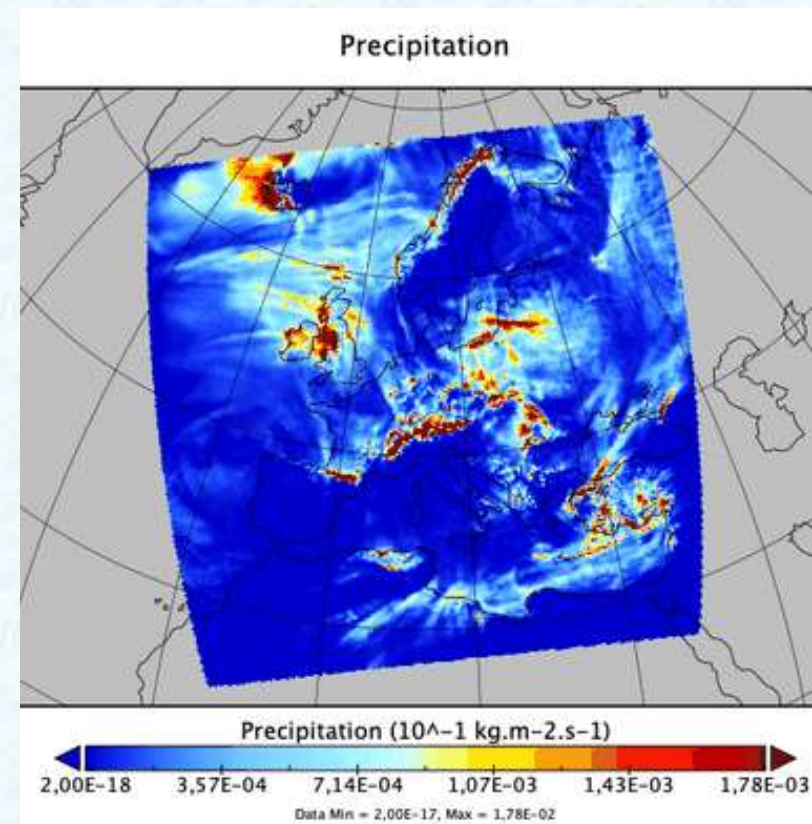 Precipitation
Precipitation (10^-1 kg.m-2.s-1)
2,00E-18 3,57E-04 7,14E-04 1,07E-03 1,43E-03 1,78E-03
Data Min = 2,00E-17, Max = 1,78E-02